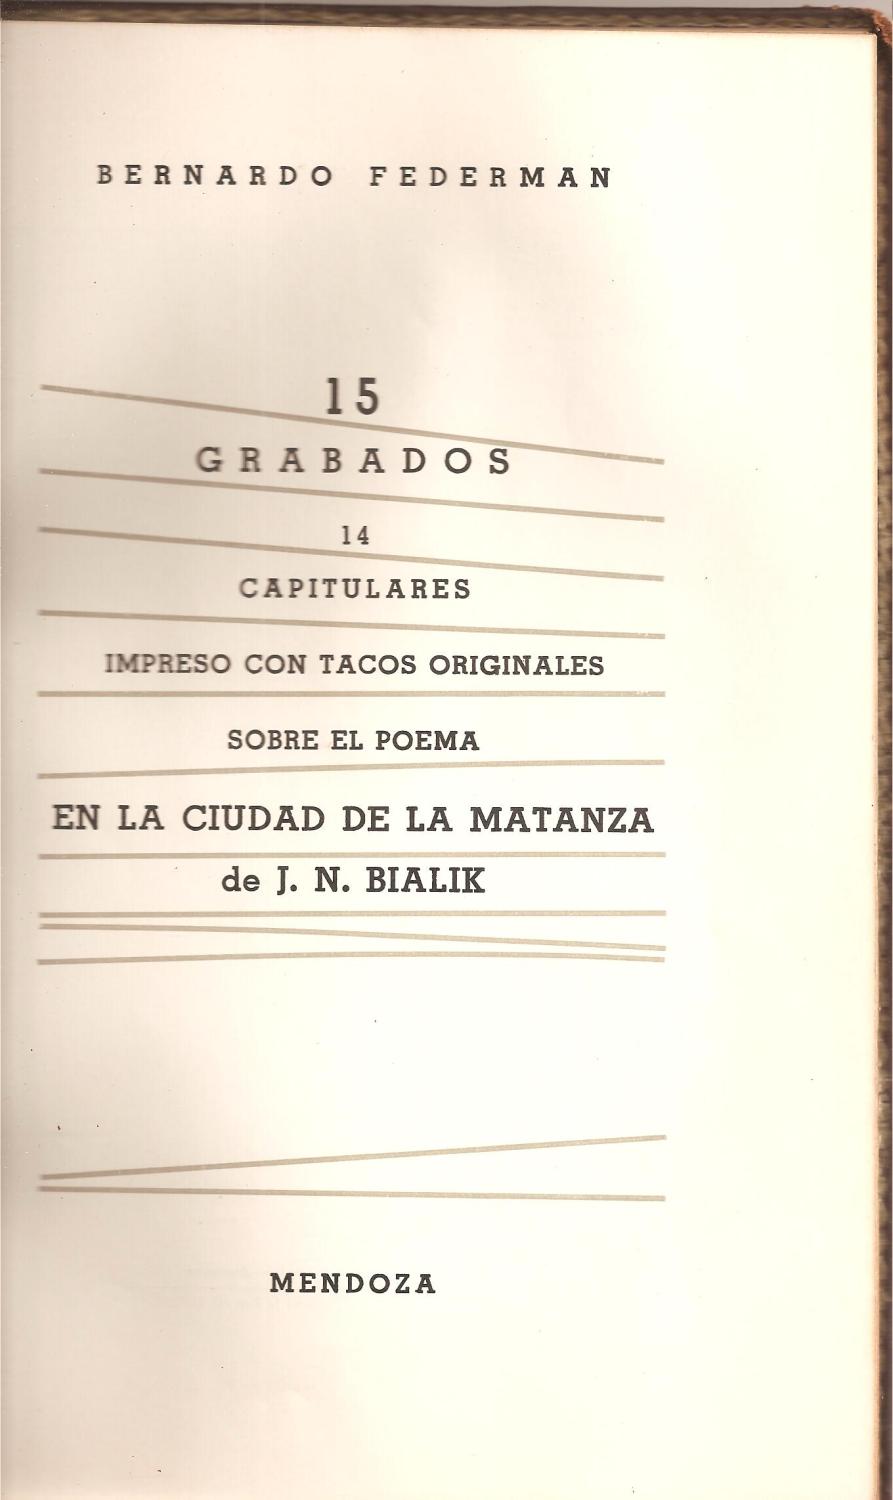 BERNARDO FEDERMAN
15
GRABADOS
14
CAPITULARES
IMPRESO CON TACOS ORIGINALES
SOBRE EL POEMA
EN LA CIUDAD DE LA MATANZA
de J. N. BIALIK
MENDOZA